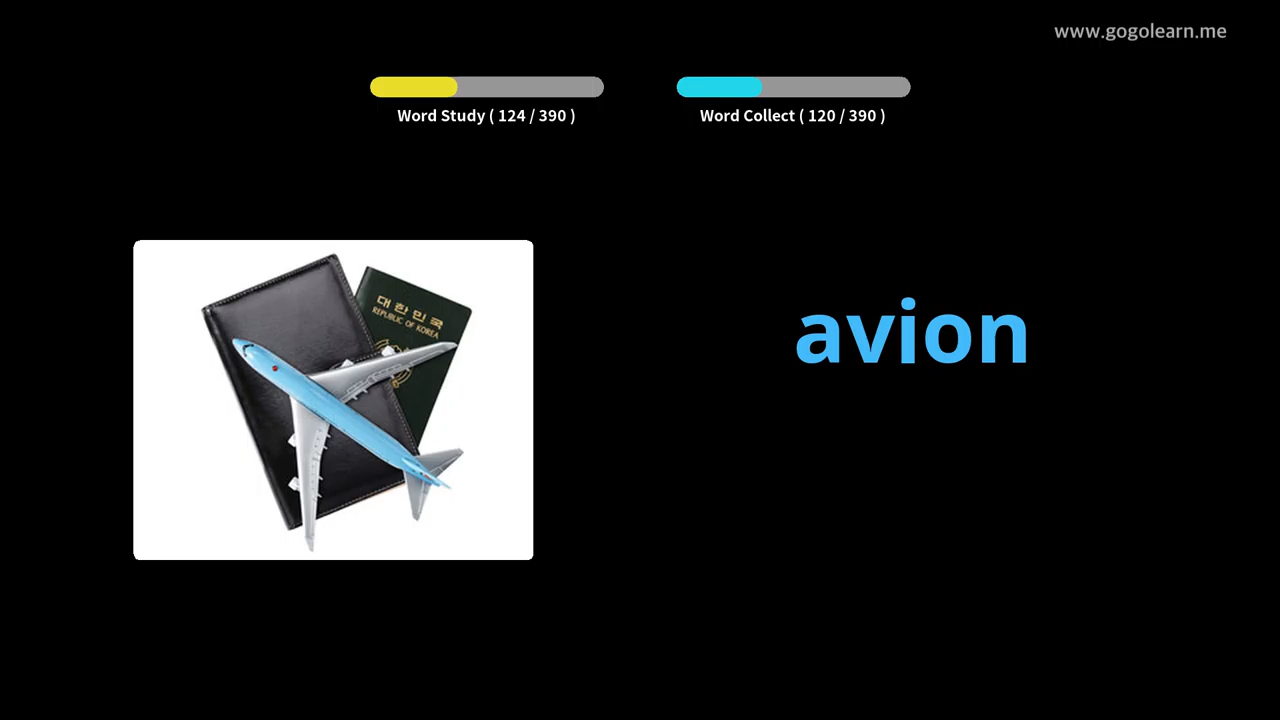 www.gogolearn.me
Word Study ( 124 / 390 )
Word Collect ( 120 / 390 )
대한민국
REPUBLIC OF KOREA
avion